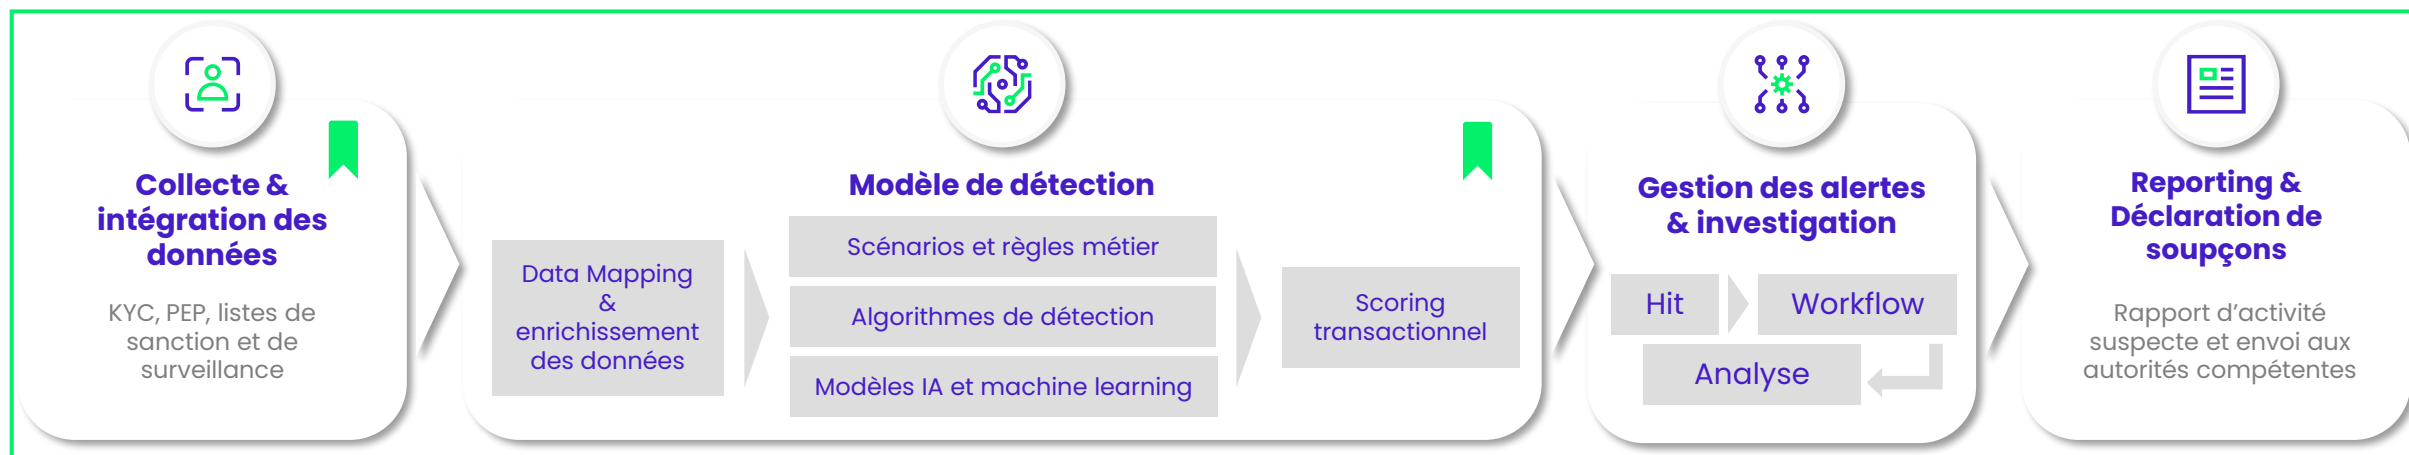 Collecte &
intégration des
données
KYC, PEP, listes de
sanction et de
surveillance
Modèle de détection
Data Mapping
&
enrichissement
des données
Scénarios et règles métier
Algorithmes de détection
Modèles IA et machine learning
Scoring
transactionnel
Gestion des alertes
& investigation
Hit
Workflow
Analyse
Reporting &
Déclaration de
soupçons
Rapport d’activité
suspecte et envoi aux
autorités compétentes